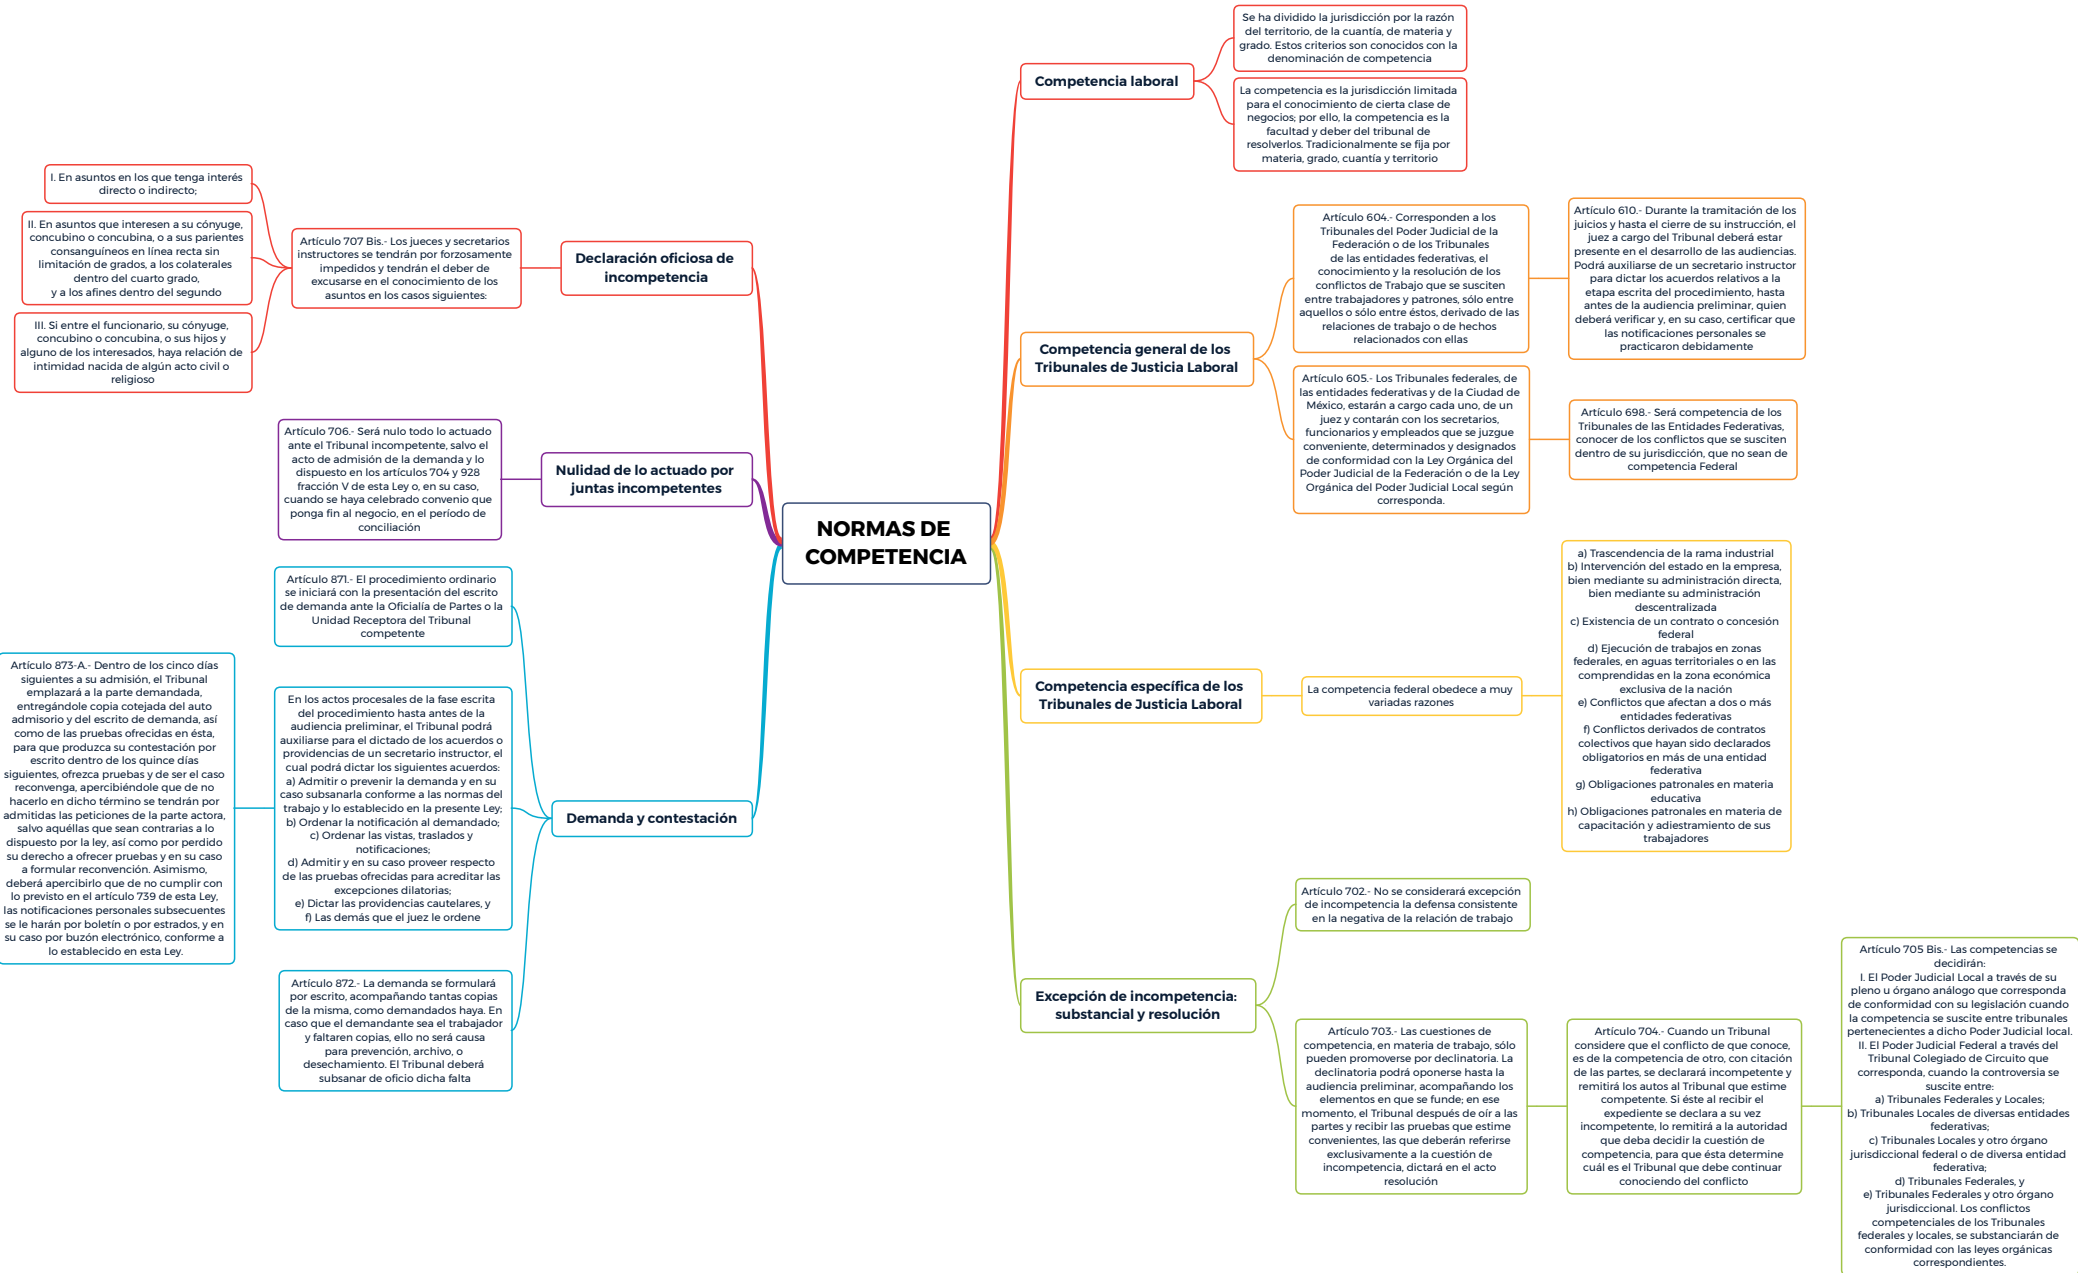 NORMAS DE
COMPETENCIA
Competencia laboral
Se ha dividido la jurisdicción por la razón
del territorio, de la cuantía, de materia y
grado. Estos criterios son conocidos con la
denominación de competencia
La competencia es la jurisdicción limitada
para el conocimiento de cierta clase de
negocios; por ello, la competencia es la
facultad y deber del tribunal de
resolverlos. Tradicionalmente se fija por
materia, grado, cuantía y territorio
Competencia general de los
Tribunales de Justicia Laboral
Artículo 604.- Corresponden a los
Tribunales del Poder Judicial de la
Federación o de los Tribunales
de las entidades federativas, el
conocimiento y la resolución de los
conflictos de Trabajo que se susciten
entre trabajadores y patrones, sólo entre
aquellos o sólo entre éstos, derivado de las
relaciones de trabajo o de hechos
relacionados con ellas
Artículo 610.- Durante la tramitación de los
juicios y hasta el cierre de su instrucción, el
juez a cargo del Tribunal deberá estar
presente en el desarrollo de las audiencias.
Podrá auxiliarse de un secretario instructor
para dictar los acuerdos relativos a la
etapa escrita del procedimiento, hasta
antes de la audiencia preliminar, quien
deberá verificar y, en su caso, certificar que
las notificaciones personales se
practicaron debidamente
Artículo 605.- Los Tribunales federales, de
las entidades federativas y de la Ciudad de
México, estarán a cargo cada uno, de un
juez y contarán con los secretarios,
funcionarios y empleados que se juzgue
conveniente, determinados y designados
de conformidad con la Ley Orgánica del
Poder Judicial de la Federación o de la Ley
Orgánica del Poder Judicial Local según
corresponda.
Artículo 698.- Será competencia de los
Tribunales de las Entidades Federativas,
conocer de los conflictos que se susciten
dentro de su jurisdicción, que no sean de
competencia Federal
Competencia específica de los
Tribunales de Justicia Laboral
La competencia federal obedece a muy
variadas razones
a) Trascendencia de la rama industrial
b) Intervención del estado en la empresa,
bien mediante su administración directa,
bien mediante su administración
descentralizada
c) Existencia de un contrato o concesión
federal
d) Ejecución de trabajos en zonas
federales, en aguas territoriales o en las
comprendidas en la zona económica
exclusiva de la nación
e) Conflictos que afectan a dos o más
entidades federativas
f) Conflictos derivados de contratos
colectivos que hayan sido declarados
obligatorios en más de una entidad
federativa
g) Obligaciones patronales en materia
educativa
h) Obligaciones patronales en materia de
capacitación y adiestramiento de sus
trabajadores
Excepción de incompetencia:
substancial y resolución
Artículo 702.- No se considerará excepción
de incompetencia la defensa consistente
en la negativa de la relación de trabajo
Artículo 703.- Las cuestiones de
competencia, en materia de trabajo, sólo
pueden promoverse por declinatoria. La
declinatoria podrá oponerse hasta la
audiencia preliminar, acompañando los
elementos en que se funde; en ese
momento, el Tribunal después de oír a las
partes y recibir las pruebas que estime
convenientes, las que deberán referirse
exclusivamente a la cuestión de
incompetencia, dictará en el acto
resolución
Artículo 704.- Cuando un Tribunal
considere que el conflicto de que conoce,
es de la competencia de otro, con citación
de las partes, se declarará incompetente y
remitirá los autos al Tribunal que estime
competente. Si éste al recibir el
expediente se declara a su vez
incompetente, lo remitirá a la autoridad
que deba decidir la cuestión de
competencia, para que ésta determine
cuál es el Tribunal que debe continuar
conociendo del conflicto
Artículo 705 Bis.- Las competencias se
decidirán:
I. El Poder Judicial Local a través de su
pleno u órgano análogo que corresponda
de conformidad con su legislación cuando
la competencia se suscite entre tribunales
pertenecientes a dicho Poder Judicial local.
II. El Poder Judicial Federal a través del
Tribunal Colegiado de Circuito que
corresponda, cuando la controversia se
suscite entre:
a) Tribunales Federales y Locales;
b) Tribunales Locales de diversas entidades
federativas;
c) Tribunales Locales y otro órgano
jurisdiccional federal o de diversa entidad
federativa;
d) Tribunales Federales, y
e) Tribunales Federales y otro órgano
jurisdiccional. Los conflictos
competenciales de los Tribunales
federales y locales, se substanciarán de
conformidad con las leyes orgánicas
correspondientes.
Declaración oficiosa de
incompetencia
Artículo 707 Bis.- Los jueces y secretarios
instructores se tendrán por forzosamente
impedidos y tendrán el deber de
excusarse en el conocimiento de los
asuntos en los casos siguientes:
I. En asuntos en los que tenga interés
directo o indirecto;
II. En asuntos que interesen a su cónyuge,
concubino o concubina, o a sus parientes
consanguíneos en línea recta sin
limitación de grados, a los colaterales
dentro del cuarto grado,
y a los afines dentro del segundo
III. Si entre el funcionario, su cónyuge,
concubino o concubina, o sus hijos y
alguno de los interesados, haya relación de
intimidad nacida de algún acto civil o
religioso
Nulidad de lo actuado por
juntas incompetentes
Artículo 706.- Será nulo todo lo actuado
ante el Tribunal incompetente, salvo el
acto de admisión de la demanda y lo
dispuesto en los artículos 704 y 928
fracción V de esta Ley o, en su caso,
cuando se haya celebrado convenio que
ponga fin al negocio, en el período de
conciliación
Demanda y contestación
Artículo 871.- El procedimiento ordinario
se iniciará con la presentación del escrito
de demanda ante la Oficialía de Partes o la
Unidad Receptora del Tribunal
competente
En los actos procesales de la fase escrita
del procedimiento hasta antes de la
audiencia preliminar, el Tribunal podrá
auxiliarse para el dictado de los acuerdos o
providencias de un secretario instructor, el
cual podrá dictar los siguientes acuerdos:
a) Admitir o prevenir la demanda y en su
caso subsanarla conforme a las normas del
trabajo y lo establecido en la presente Ley;
b) Ordenar la notificación al demandado;
c) Ordenar las vistas, traslados y
notificaciones;
d) Admitir y en su caso proveer respecto
de las pruebas ofrecidas para acreditar las
excepciones dilatorias;
e) Dictar las providencias cautelares, y
f) Las demás que el juez le ordene
Artículo 873-A.- Dentro de los cinco días
siguientes a su admisión, el Tribunal
emplazará a la parte demandada,
entregándole copia cotejada del auto
admisorio y del escrito de demanda, así
como de las pruebas ofrecidas en ésta,
para que produzca su contestación por
escrito dentro de los quince días
siguientes, ofrezca pruebas y de ser el caso
reconvenga, apercibiéndole que de no
hacerlo en dicho término se tendrán por
admitidas las peticiones de la parte actora,
salvo aquéllas que sean contrarias a lo
dispuesto por la ley, así como por perdido
su derecho a ofrecer pruebas y en su caso
a formular reconvención. Asimismo,
deberá apercibirlo que de no cumplir con
lo previsto en el artículo 739 de esta Ley,
las notificaciones personales subsecuentes
se le harán por boletín o por estrados, y en
su caso por buzón electrónico, conforme a
lo establecido en esta Ley.
Artículo 872.- La demanda se formulará
por escrito, acompañando tantas copias
de la misma, como demandados haya. En
caso que el demandante sea el trabajador
y faltaren copias, ello no será causa
para prevención, archivo, o
desechamiento. El Tribunal deberá
subsanar de oficio dicha falta